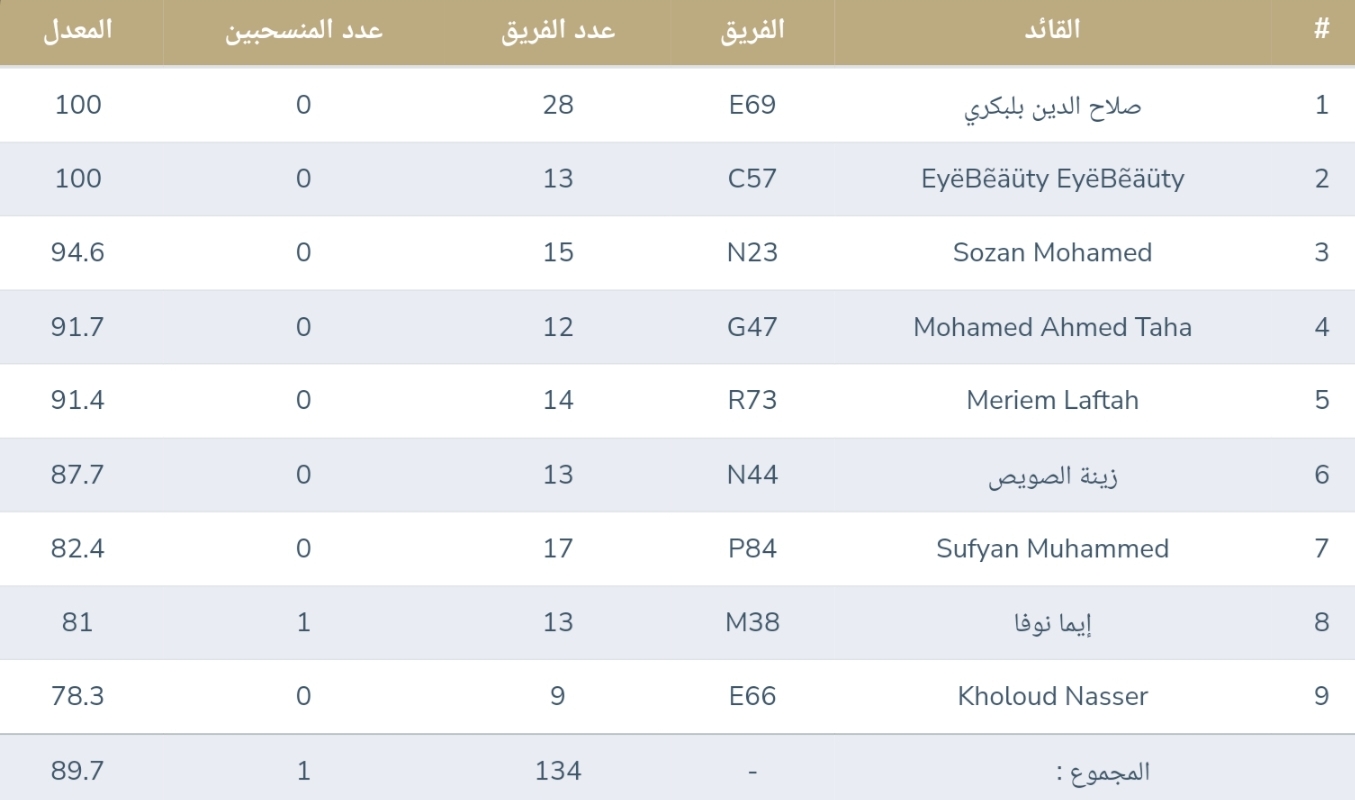 # القائد الفريق عدد الفريق عدد المنسحبين المعدل
1 صلاح الدين بلبكري E69 28 0 100
2 EyëBẽäüty EyëBẽäüty C57 13 0 100
3 Sozan Mohamed N23 15 0 94.6
4 Mohamed Ahmed Taha G47 12 0 91.7
5 Meriem Laftah R73 14 0 91.4
6 زينة الصويص N44 13 0 87.7
7 Sufyan Muhammed P84 17 0 82.4
8 إيما نوفا M38 13 1 81
9 Kholoud Nasser E66 9 0 78.3
المجموع : - 134 1 89.7